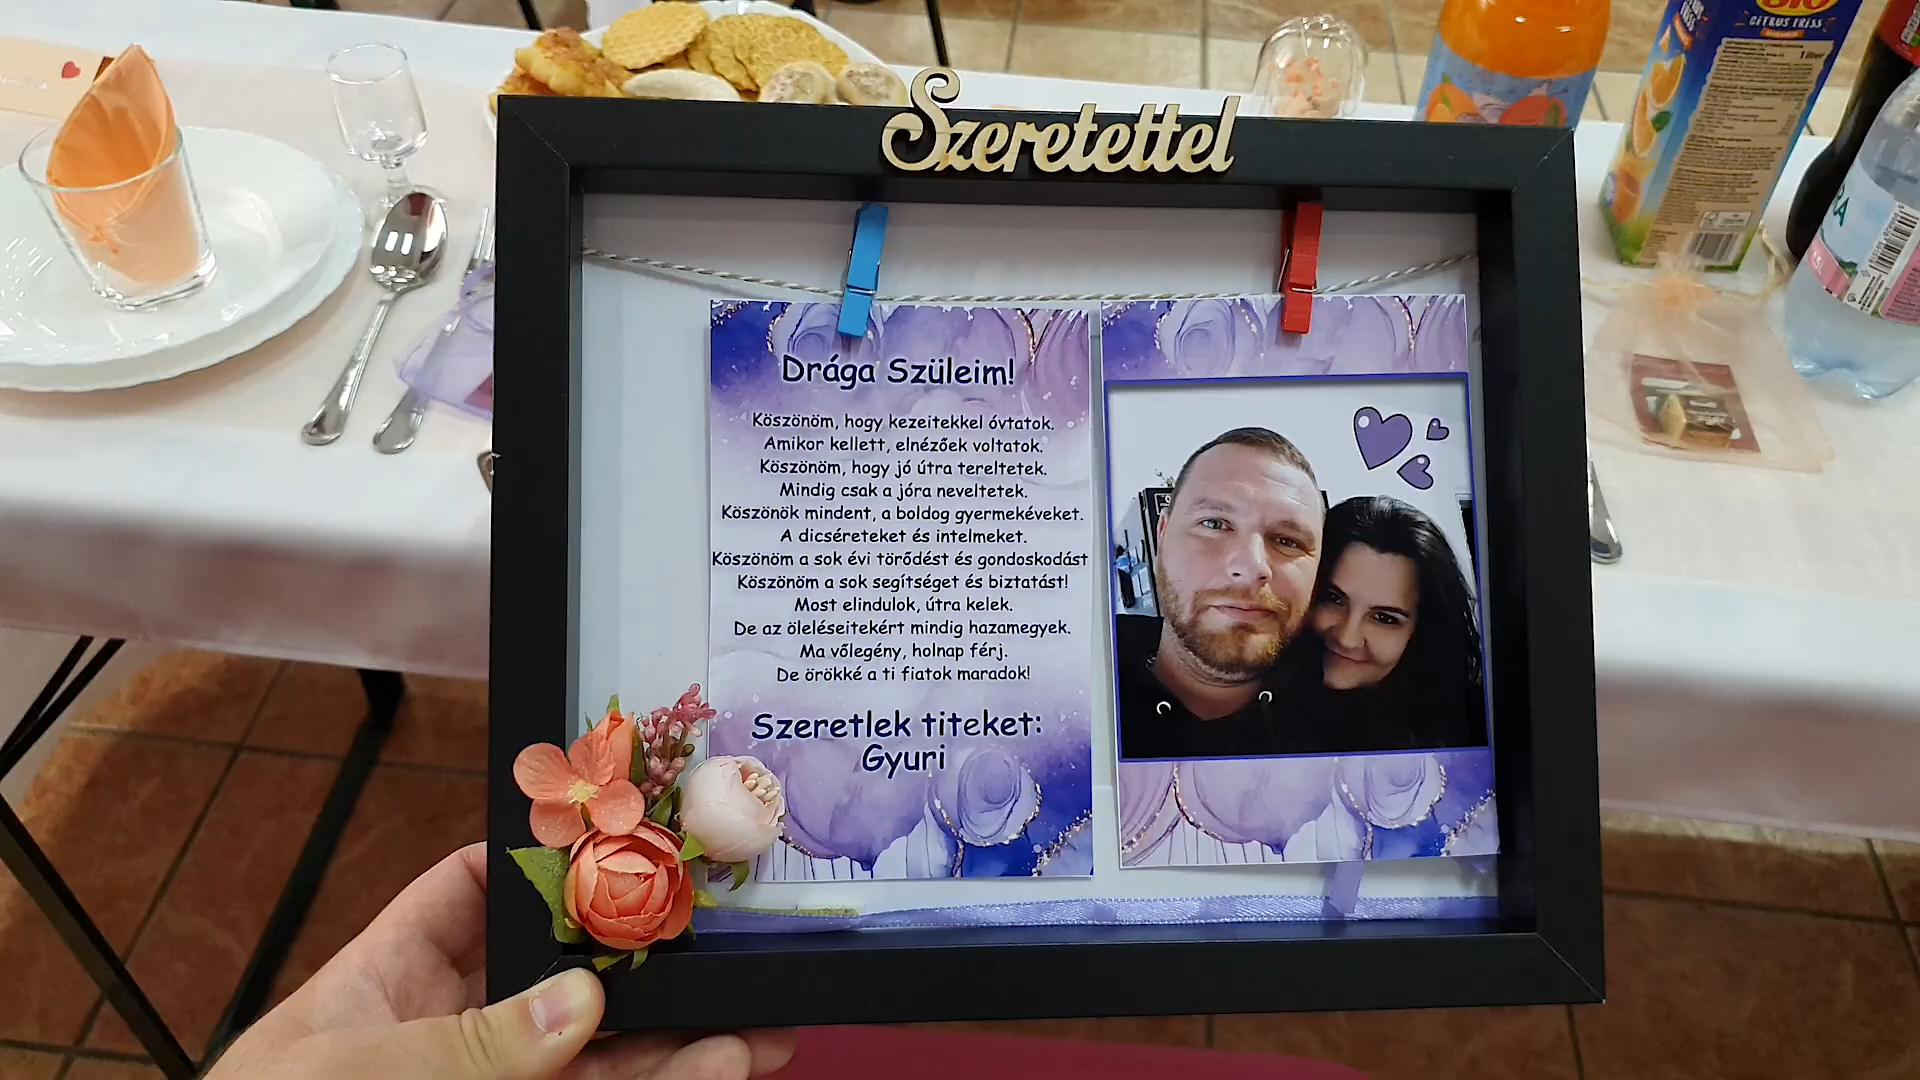 Szeretettel
Drága Szüleim!
Köszönöm, hogy kezeitekkel óvtatok.
Amikor kellett, elnézőek voltatok.
Köszönöm, hogy jó útra tereltetek.
Mindig csak a jóra neveltetek.
Köszönök mindent, a boldog gyermekéveket.
A dicséreteket és intelmeket.
Köszönöm a sok évi törődést és gondoskodást
Köszönöm a sok segítséget és biztatást!
Most elindulok, útra kelek.
De az öleléseitekért mindig hazamegyek.
Ma vőlegény, holnap férj.
De örökké a ti fiatok maradok!
Szeretlek titeket:
Gyuri
CITRUS FRISS